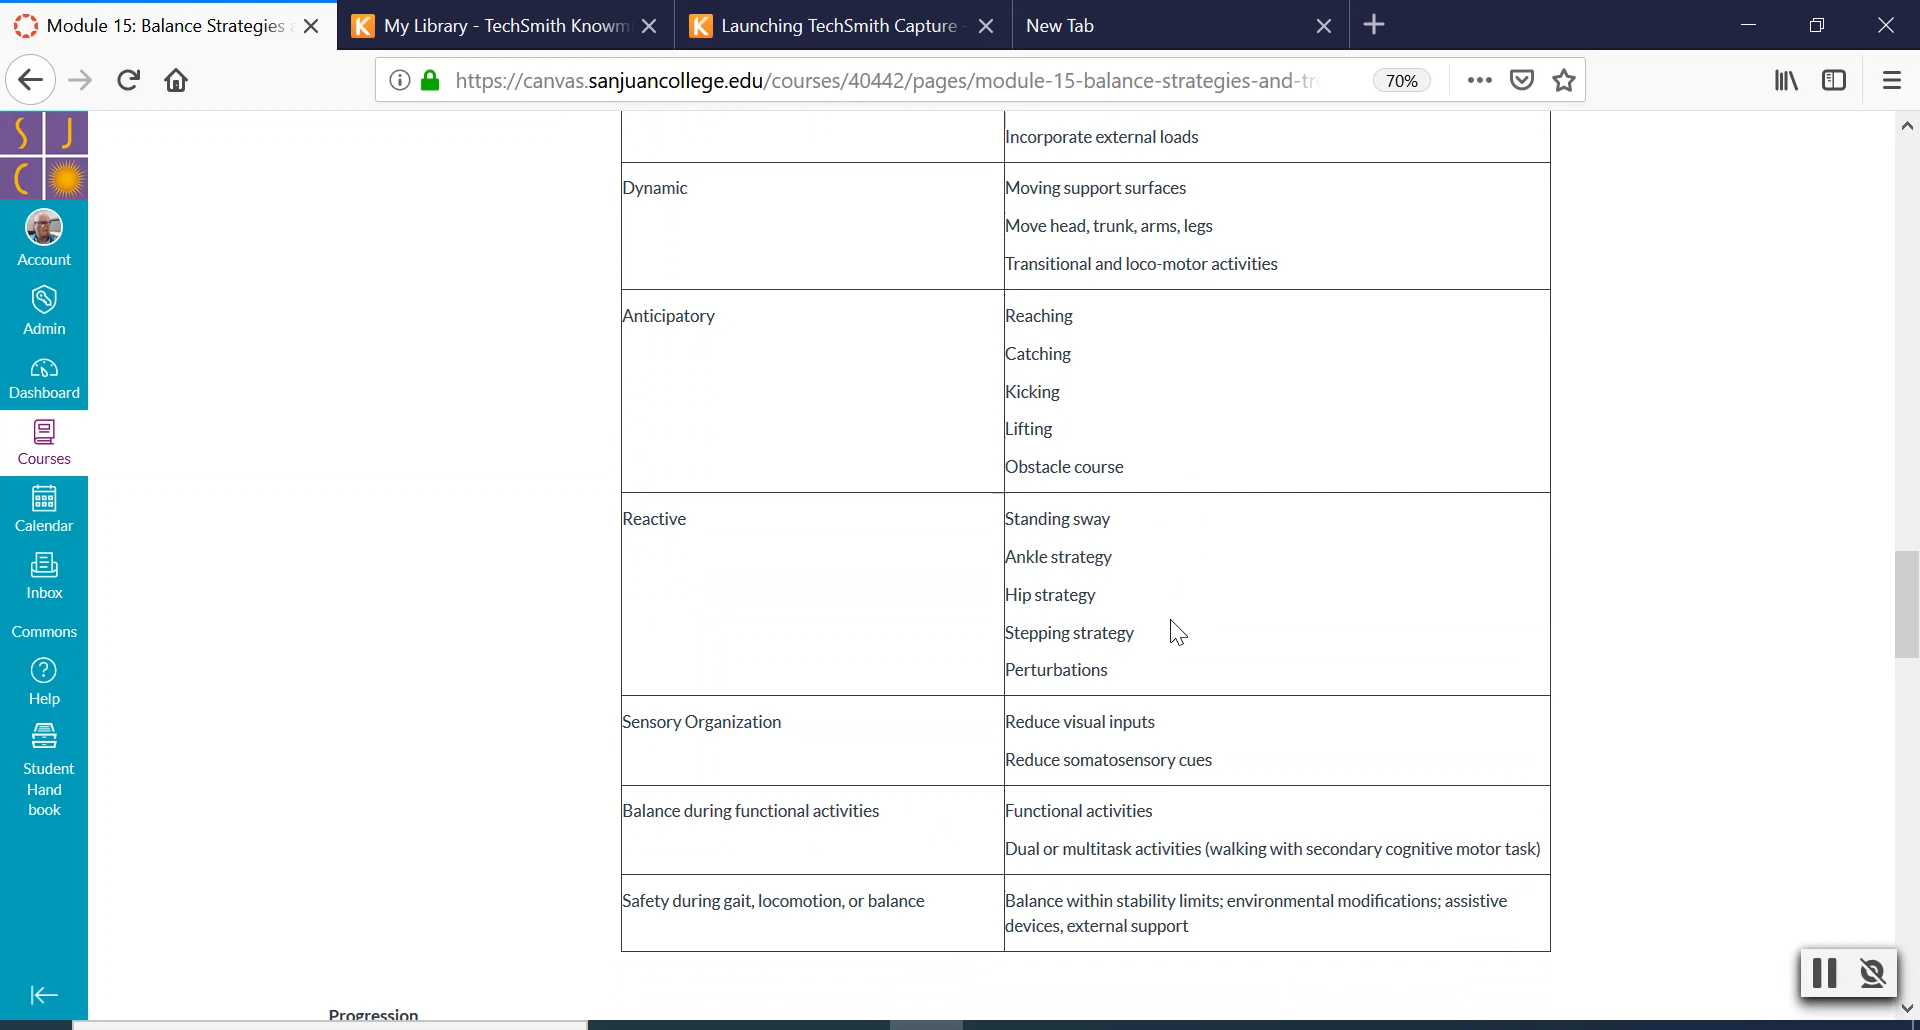 Module 15: Balance Strategies
My Library - TechSmith Knowm
Launching TechSmith Capture -
New Tab
https://canvas.sanjuancollege.edu/courses/40442/pages/module-15-balance-strategies-and-tr
70%
S J
C
Account
Admin
Dashboard
Courses
Calendar
Inbox
Commons
Help
Student
Hand
book
Incorporate external loads
Dynamic
Moving support surfaces
Move head, trunk, arms, legs
Transitional and loco-motor activities
Anticipatory
Reaching
Catching
Kicking
Lifting
Obstacle course
Reactive
Standing sway
Ankle strategy
Hip strategy
Stepping strategy
Perturbations
Sensory Organization
Reduce visual inputs
Reduce somatosensory cues
Balance during functional activities
Functional activities
Dual or multitask activities (walking with secondary cognitive motor task)
Safety during gait, locomotion, or balance
Balance within stability limits; environmental modifications; assistive
devices, external support
Progression